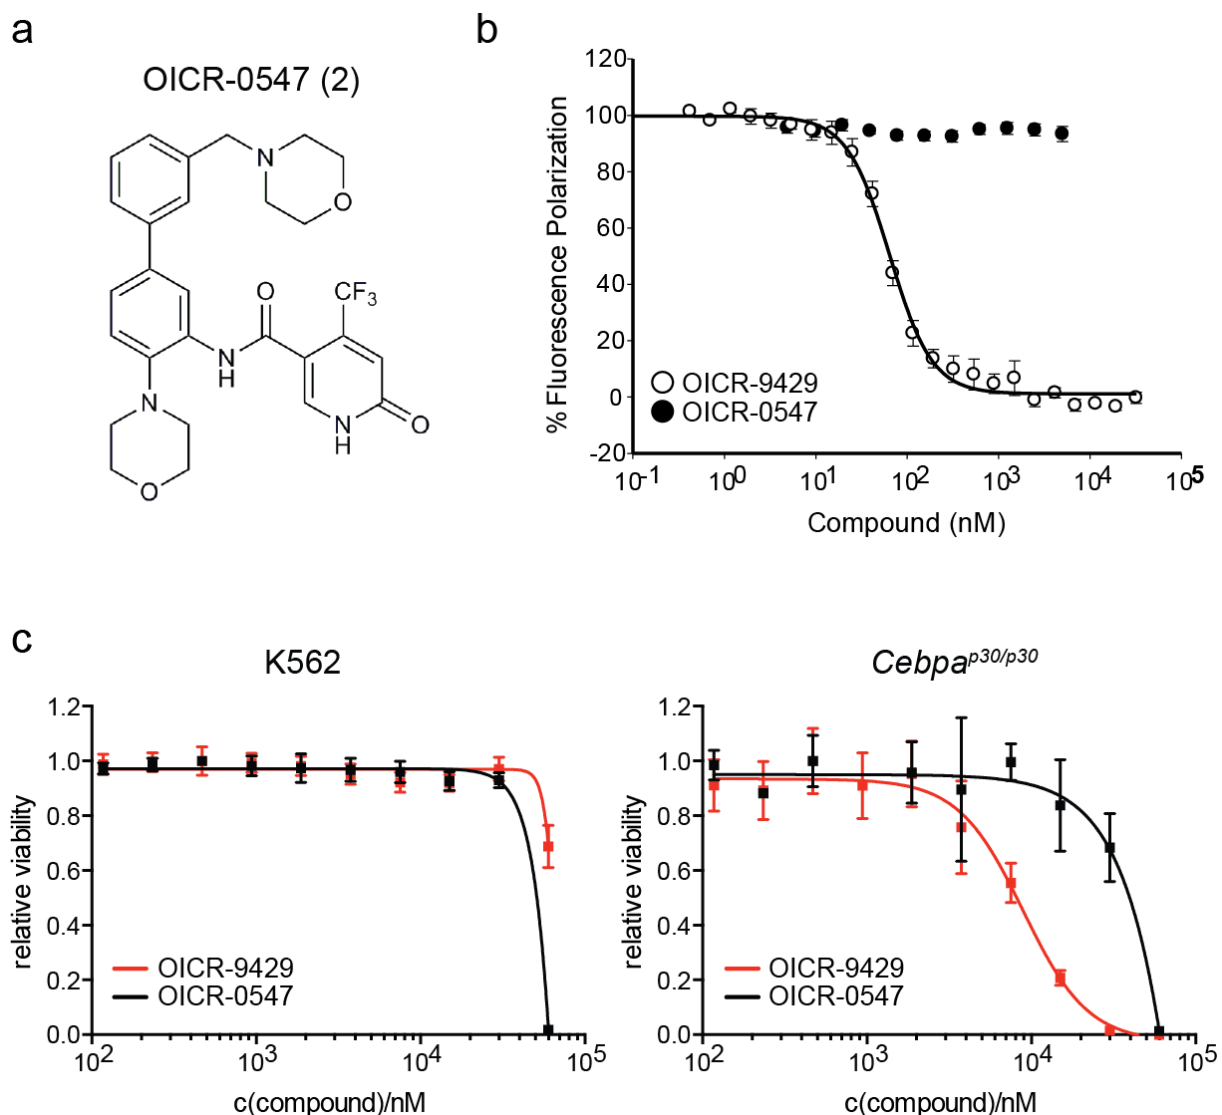 a
OICR-0547 (2)
N
O
O
CF3
N
H
N
O
N
H
O
b
120
100
80
60
40
20
0
-20
% Fluorescence Polarization
OICR-9429
OICR-0547
10-1
100
101
102
103
104
105
Compound (nM)
c
K562
1.2
1.0
0.8
0.6
0.4
0.2
0.0
relative viability
OICR-9429
OICR-0547
102
103
104
105
c(compound)/nM
Cebpap30/p30
1.2
1.0
0.8
0.6
0.4
0.2
0.0
relative viability
OICR-9429
OICR-0547
102
103
104
105
c(compound)/nM